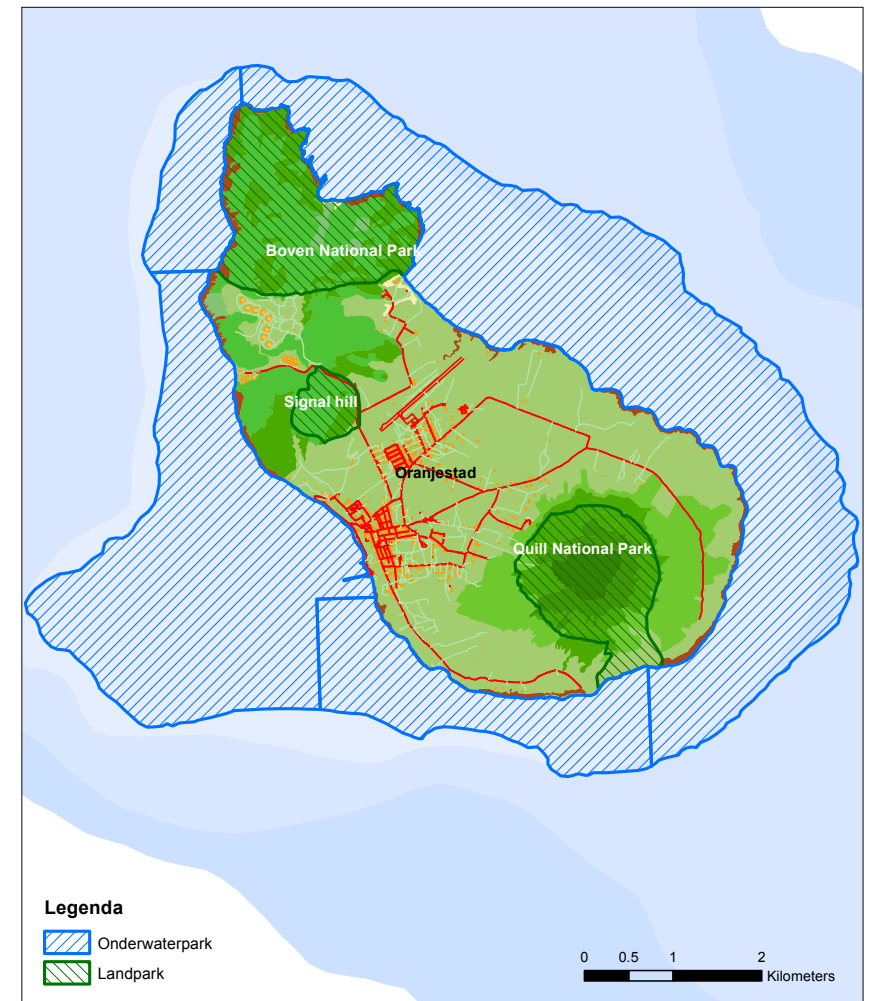 Boven National Park
Signal hill
Oranjestad
Quill National Park
Legenda
Onderwaterpark
Landpark
0 0.5 1 2
Kilometers